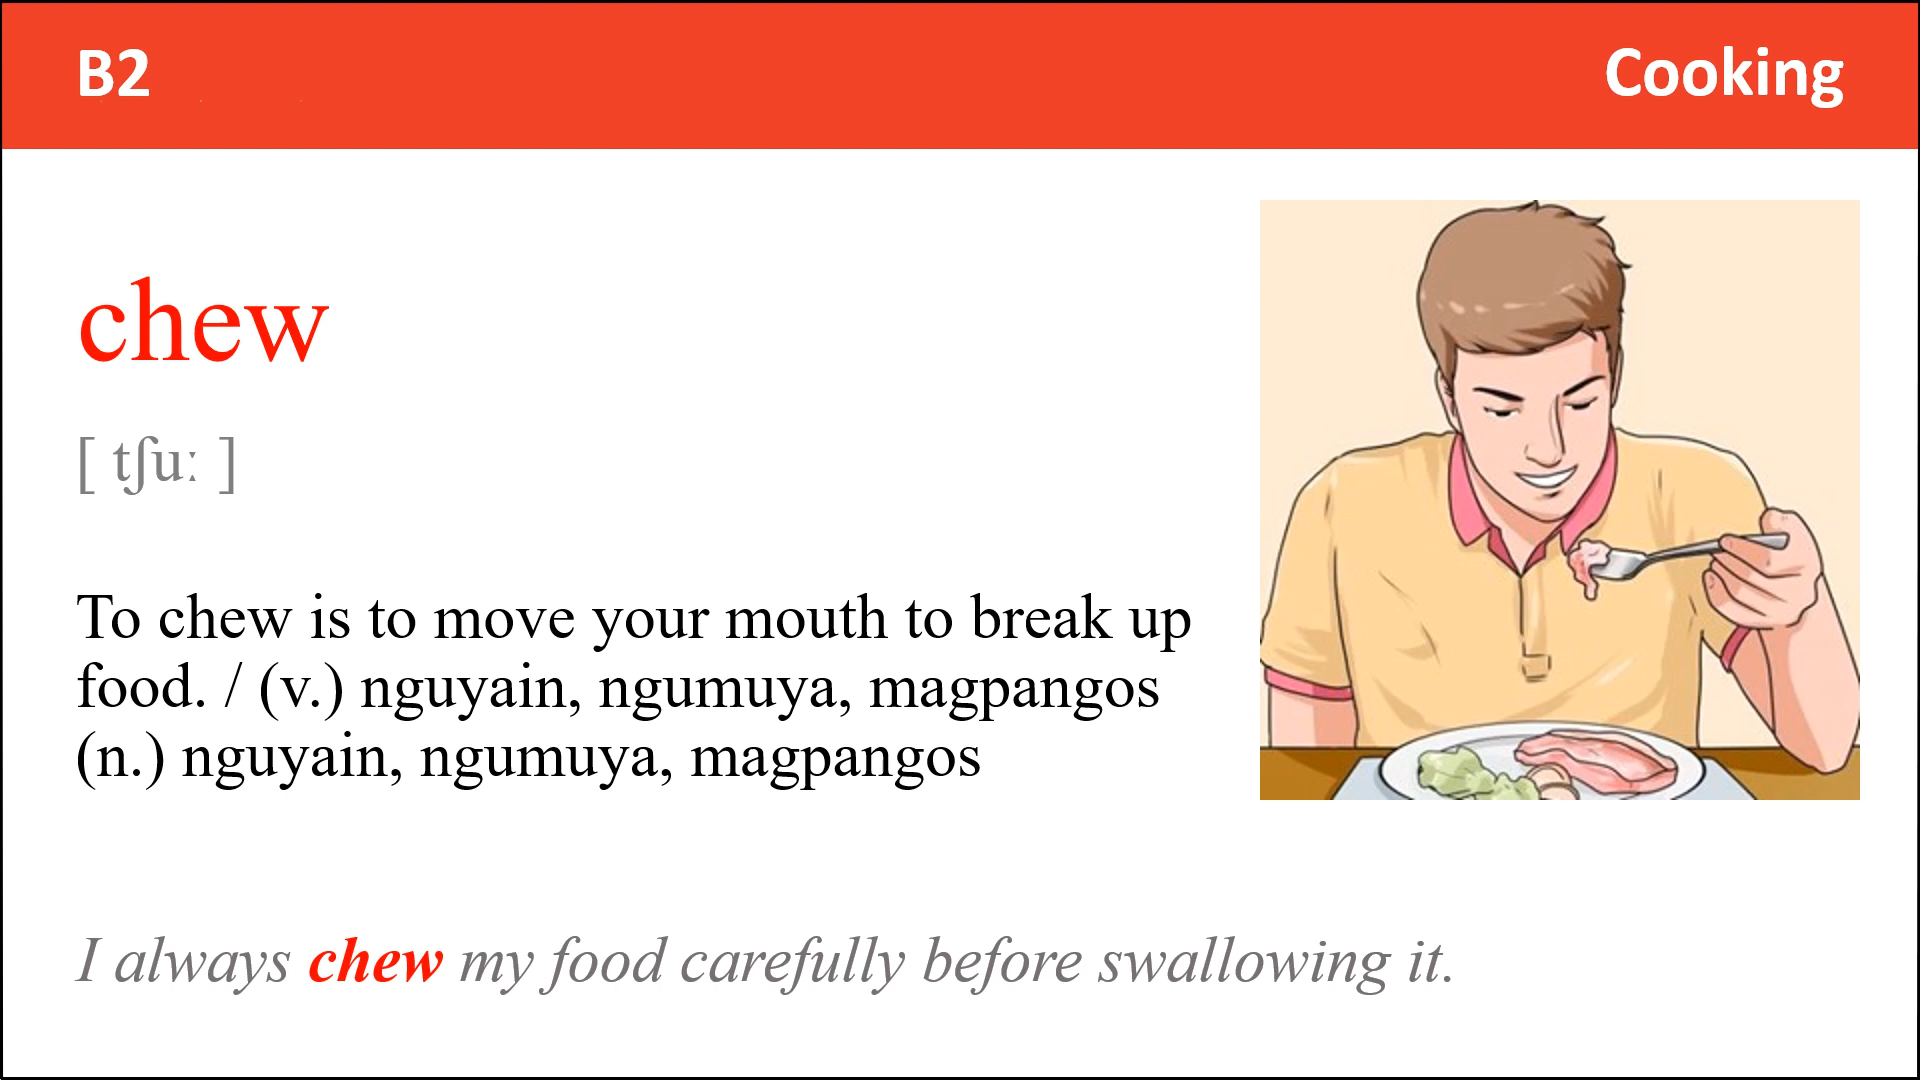 B2
Cooking
chew
[ tʃuː ]
To chew is to move your mouth to break up
food. / (v.) nguyain, ngumuya, magpangos
(n.) nguyain, ngumuya, magpangos
I always chew my food carefully before swallowing it.